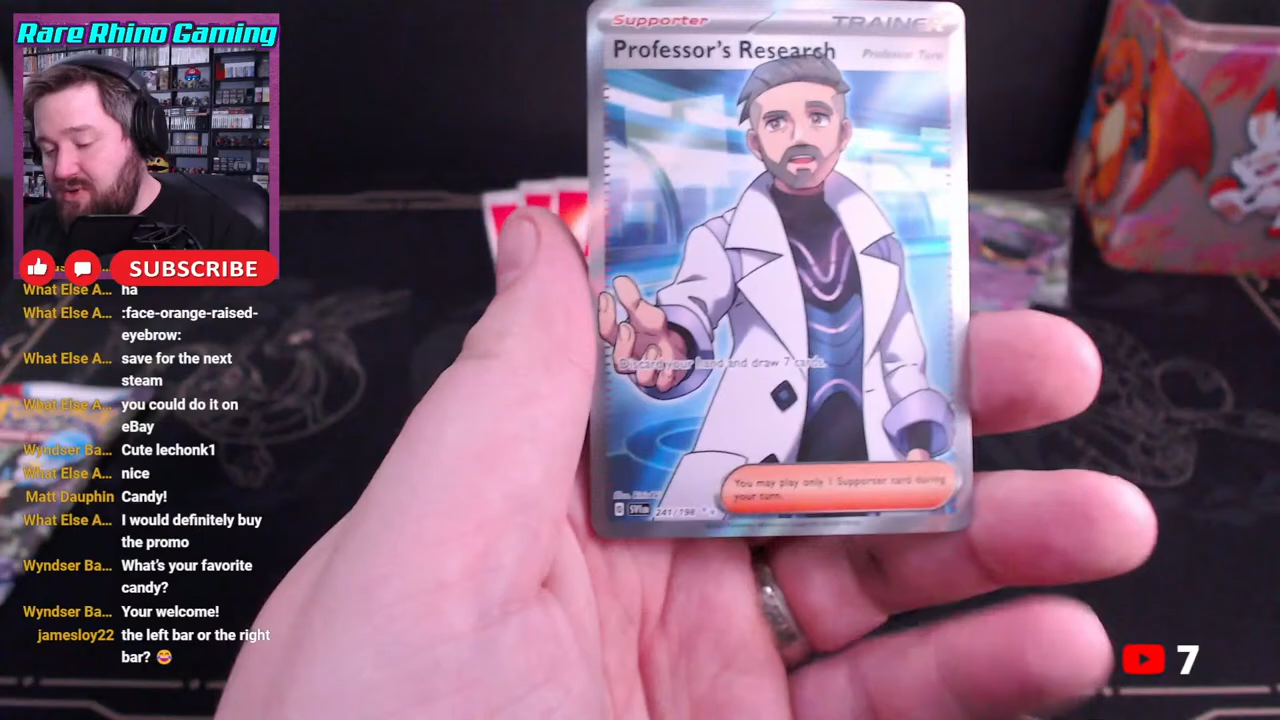 Rare Rhino Gaming
SUBSCRIBE
What Else A... ha
What Else A... :face-orange-raised-
eyebrow:
What Else A... save for the next
steam
What Else A... you could do it on
eBay
Wyndser Ba... Cute lechonk1
What Else A... nice
Matt Dauphin Candy!
What Else A... I would definitely buy
the promo
Wyndser Ba... What's your favorite
candy?
Wyndser Ba... Your welcome!
jamesloy22 the left bar or the right
bar? 😂
Supporter TRAINER
Professor's Research Professor Turo
Discard your hand and draw 7 cards.
You may play only 1 Supporter card during
your turn.
241/198
7